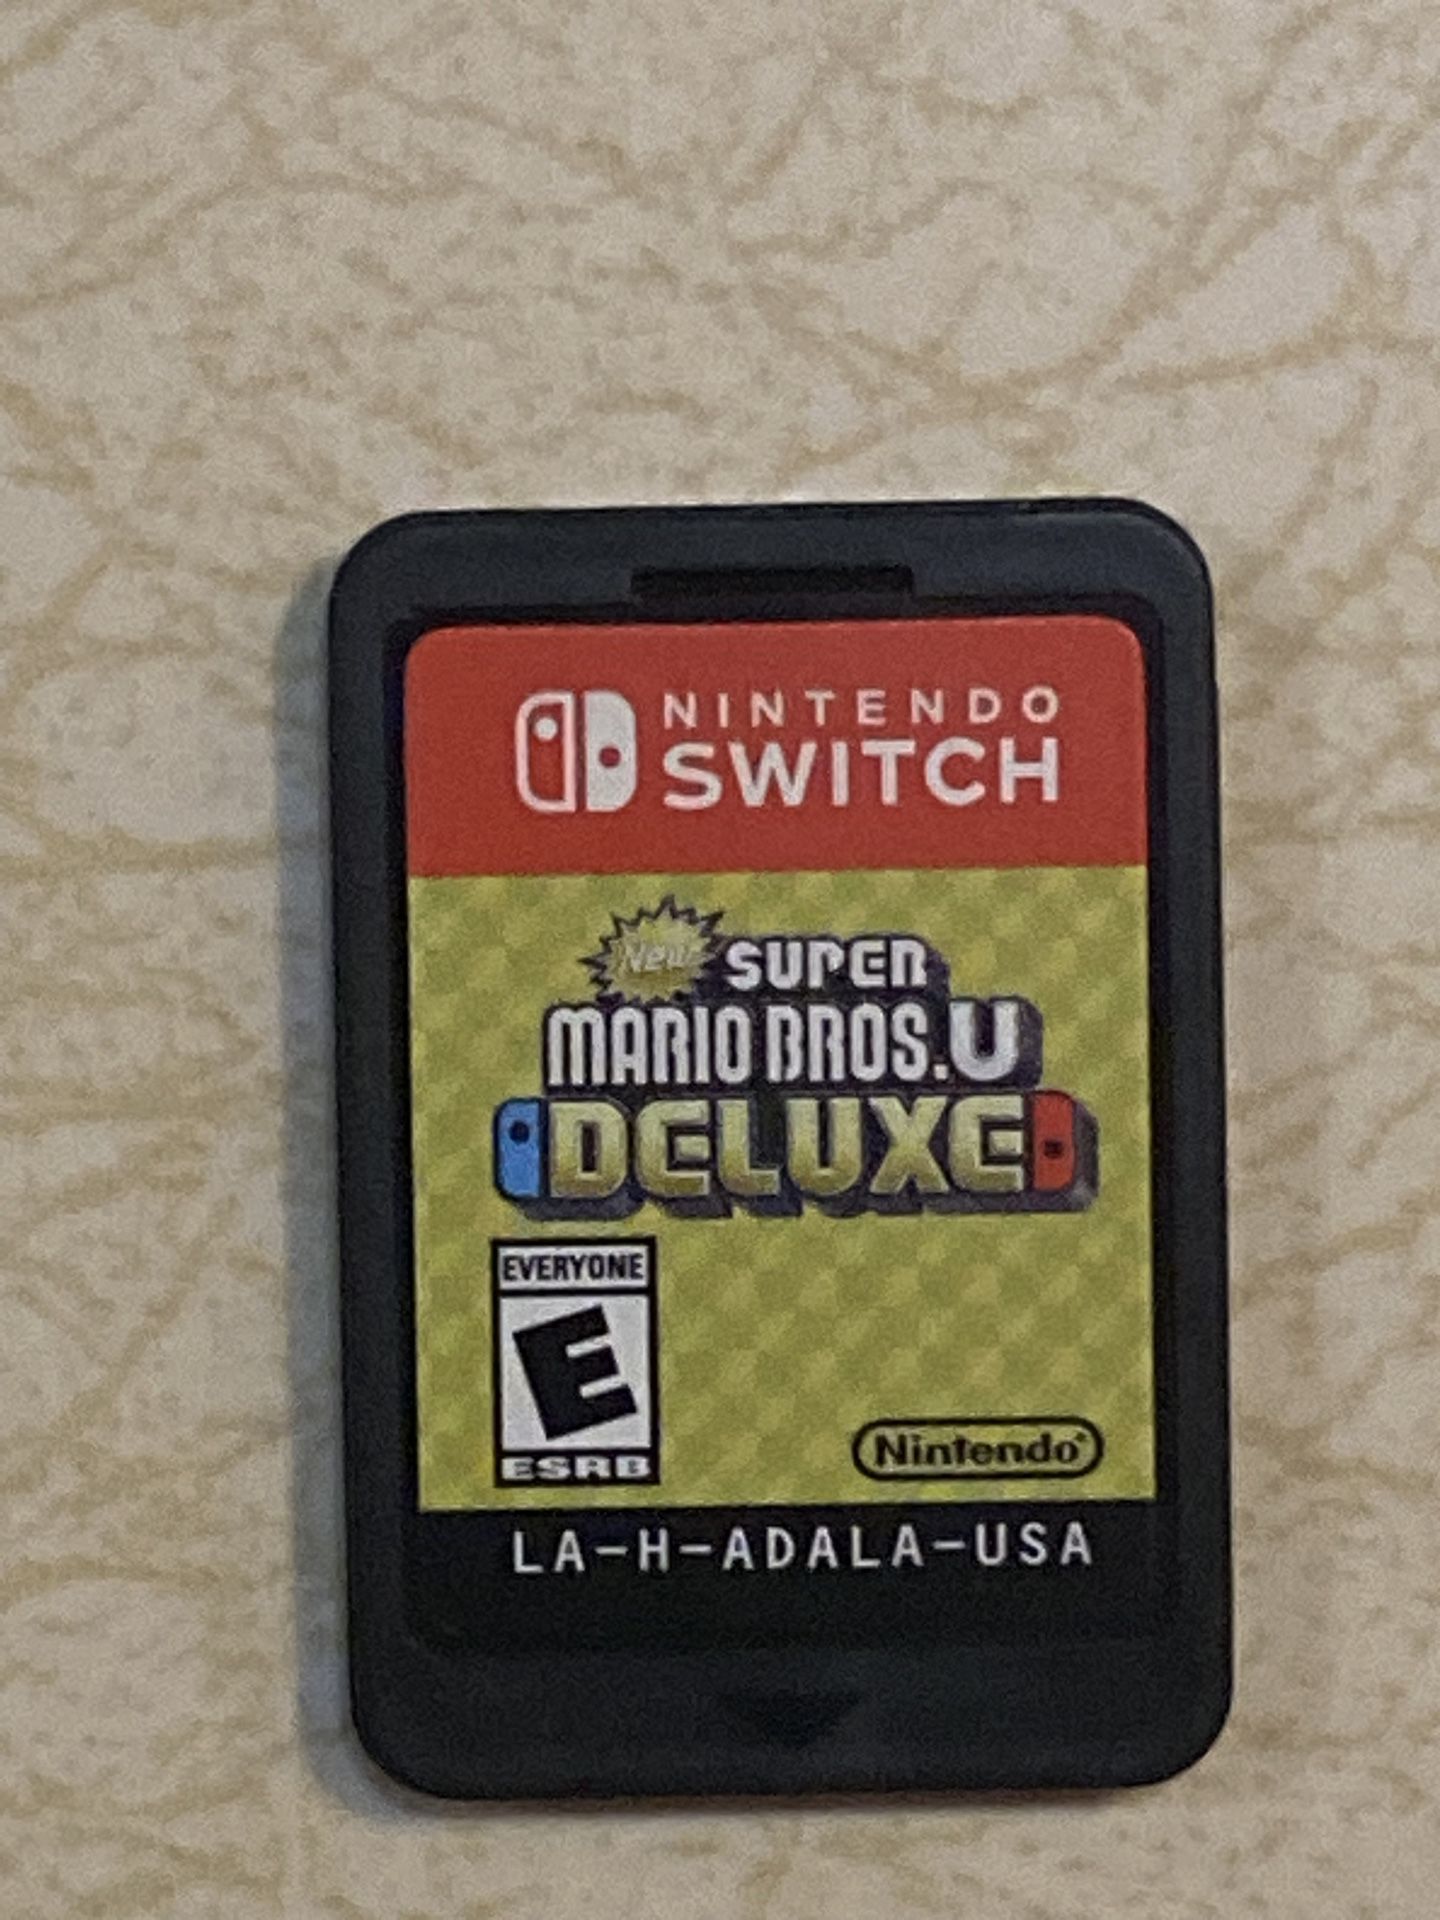 NINTENDO
SWITCH
New SUPER
MARIO BROS.U
DELUXE
EVERYONE
E
ESRB
Nintendo®
LA-H-ADALA-USA